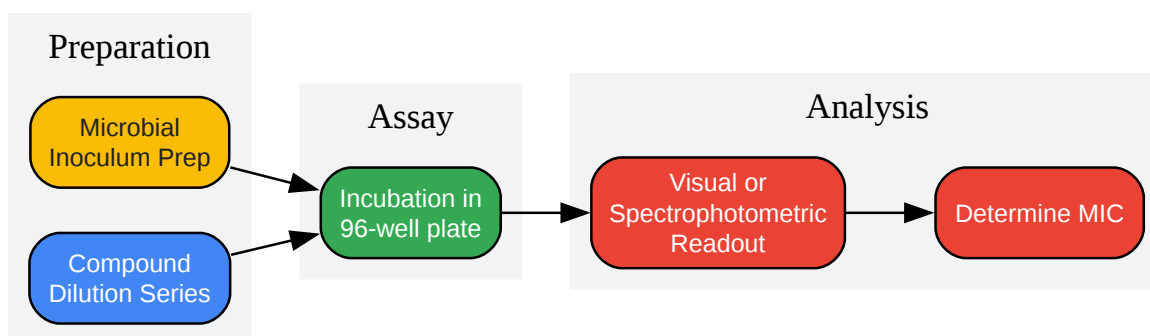 Preparation
Microbial
Inoculum Prep
Compound
Dilution Series
Assay
Incubation in
96-well plate
Analysis
Visual or
Spectrophotometric
Readout
Determine MIC